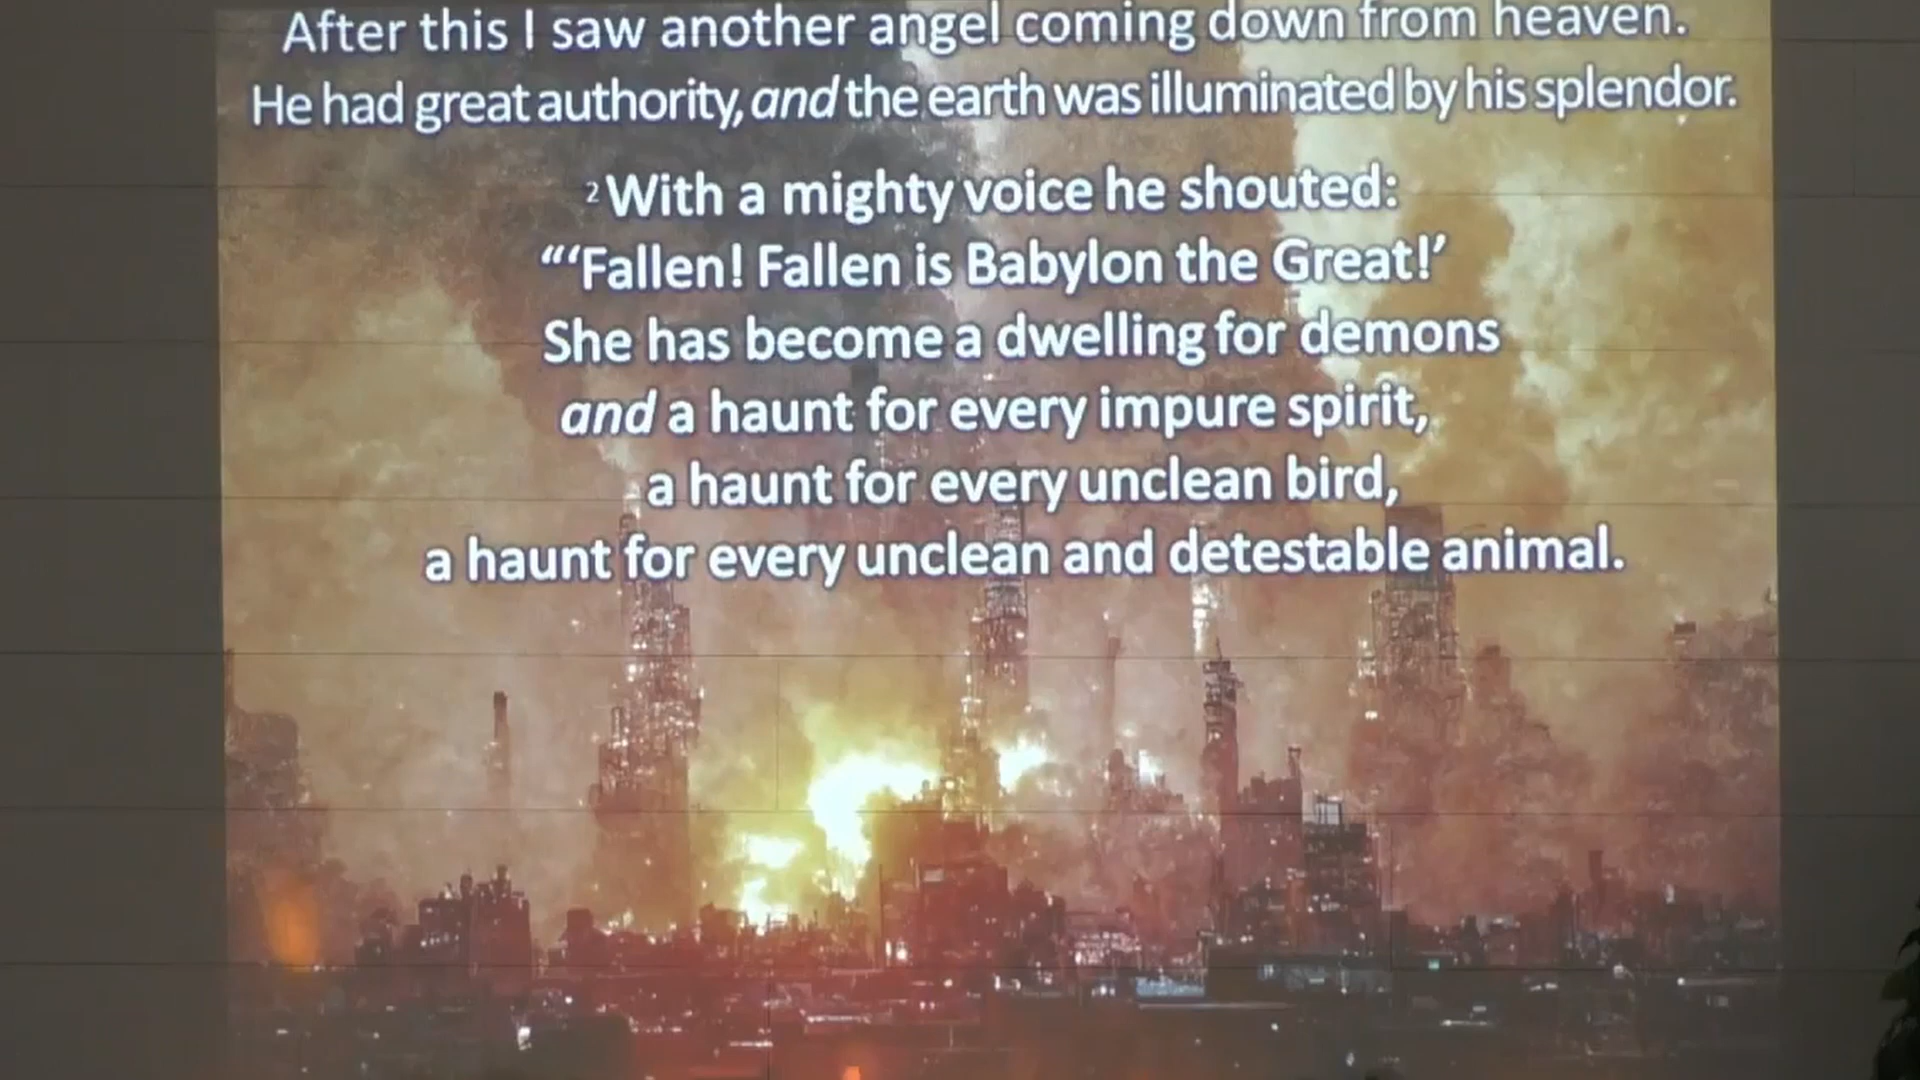 After this I saw another angel coming down from heaven.
He had great authority, and the earth was illuminated by his splendor.
2 With a mighty voice he shouted:
“‘Fallen! Fallen is Babylon the Great!’
She has become a dwelling for demons
and a haunt for every impure spirit,
a haunt for every unclean bird,
a haunt for every unclean and detestable animal.